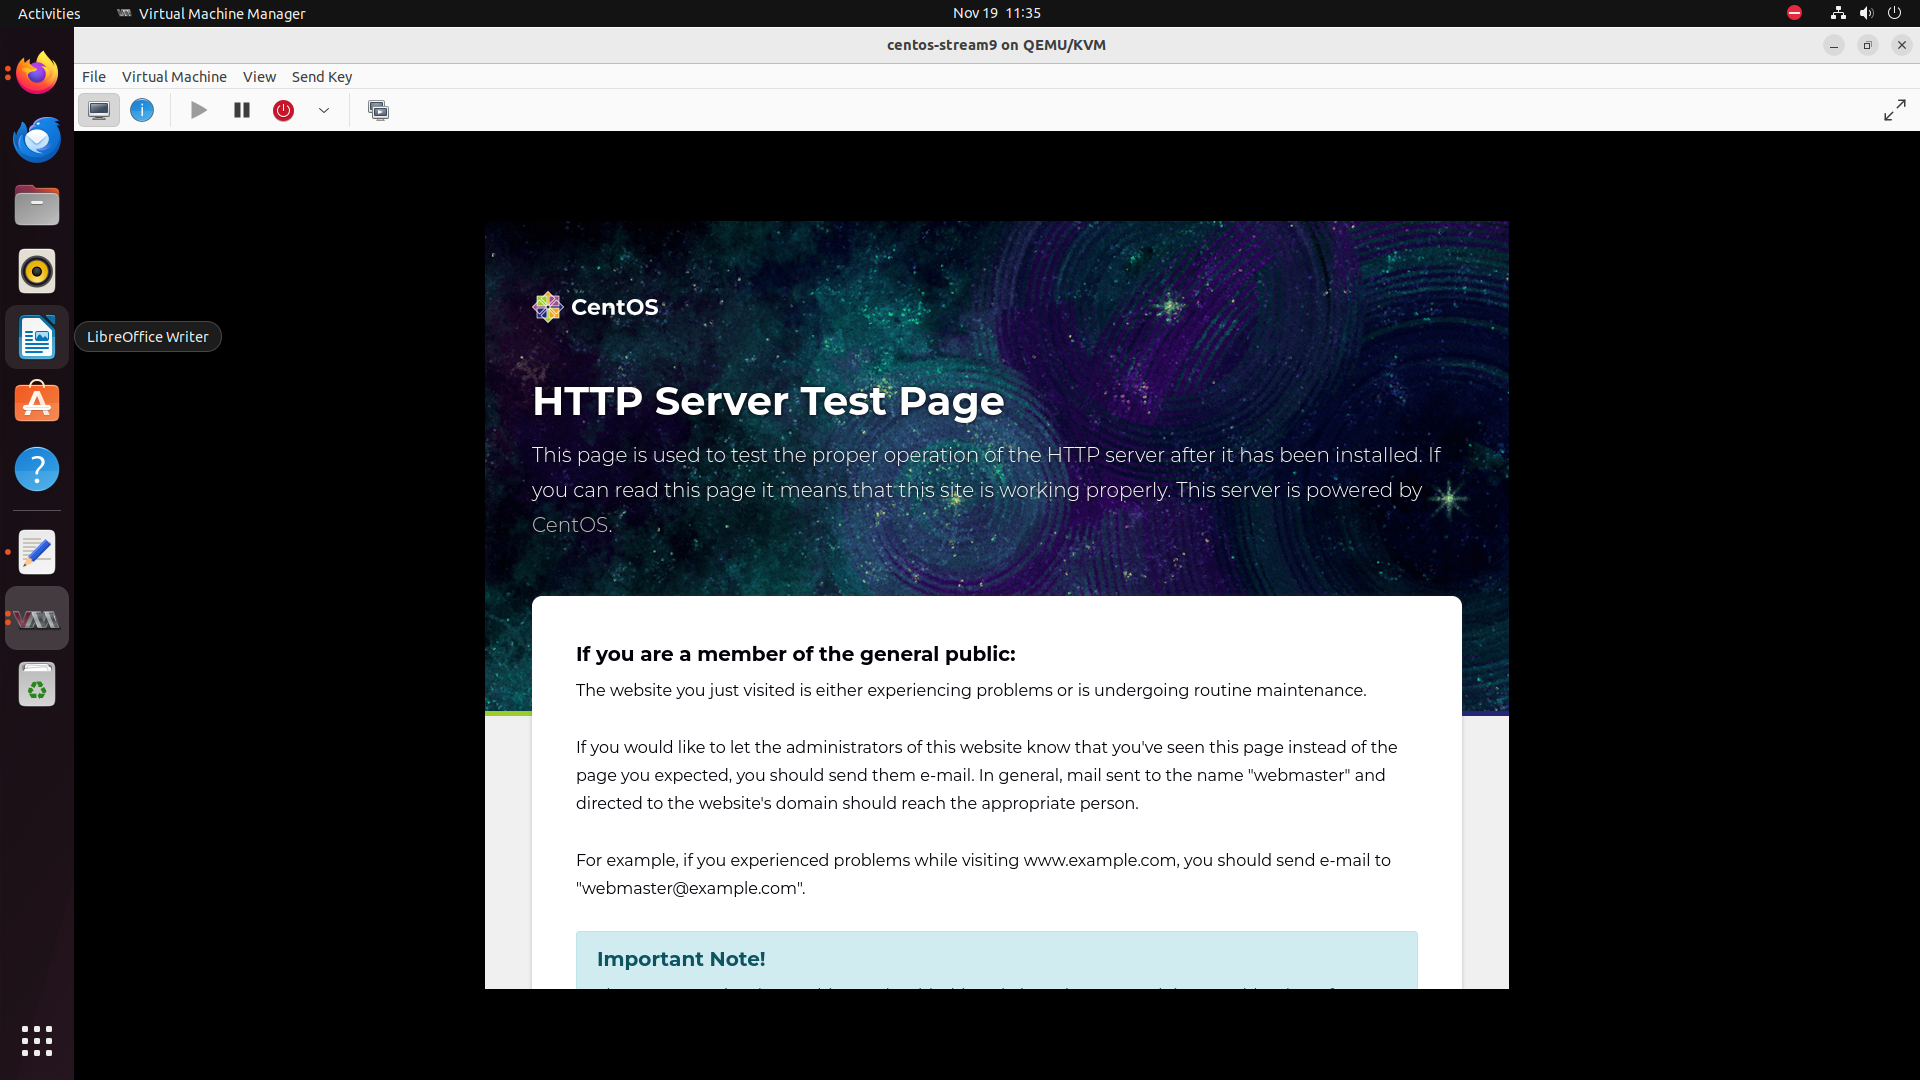 Activities
Virtual Machine Manager
Nov 19 11:35
centos-stream9 on QEMU/KVM
File Virtual Machine View Send Key
LibreOffice Writer
CentOS
HTTP Server Test Page
This page is used to test the proper operation of the HTTP server after it has been installed. If
you can read this page it means that this site is working properly. This server is powered by
CentOS.
If you are a member of the general public:
The website you just visited is either experiencing problems or is undergoing routine maintenance.
If you would like to let the administrators of this website know that you've seen this page instead of the
page you expected, you should send them e-mail. In general, mail sent to the name "webmaster" and
directed to the website's domain should reach the appropriate person.
For example, if you experienced problems while visiting www.example.com, you should send e-mail to
"webmaster@example.com".
Important Note!